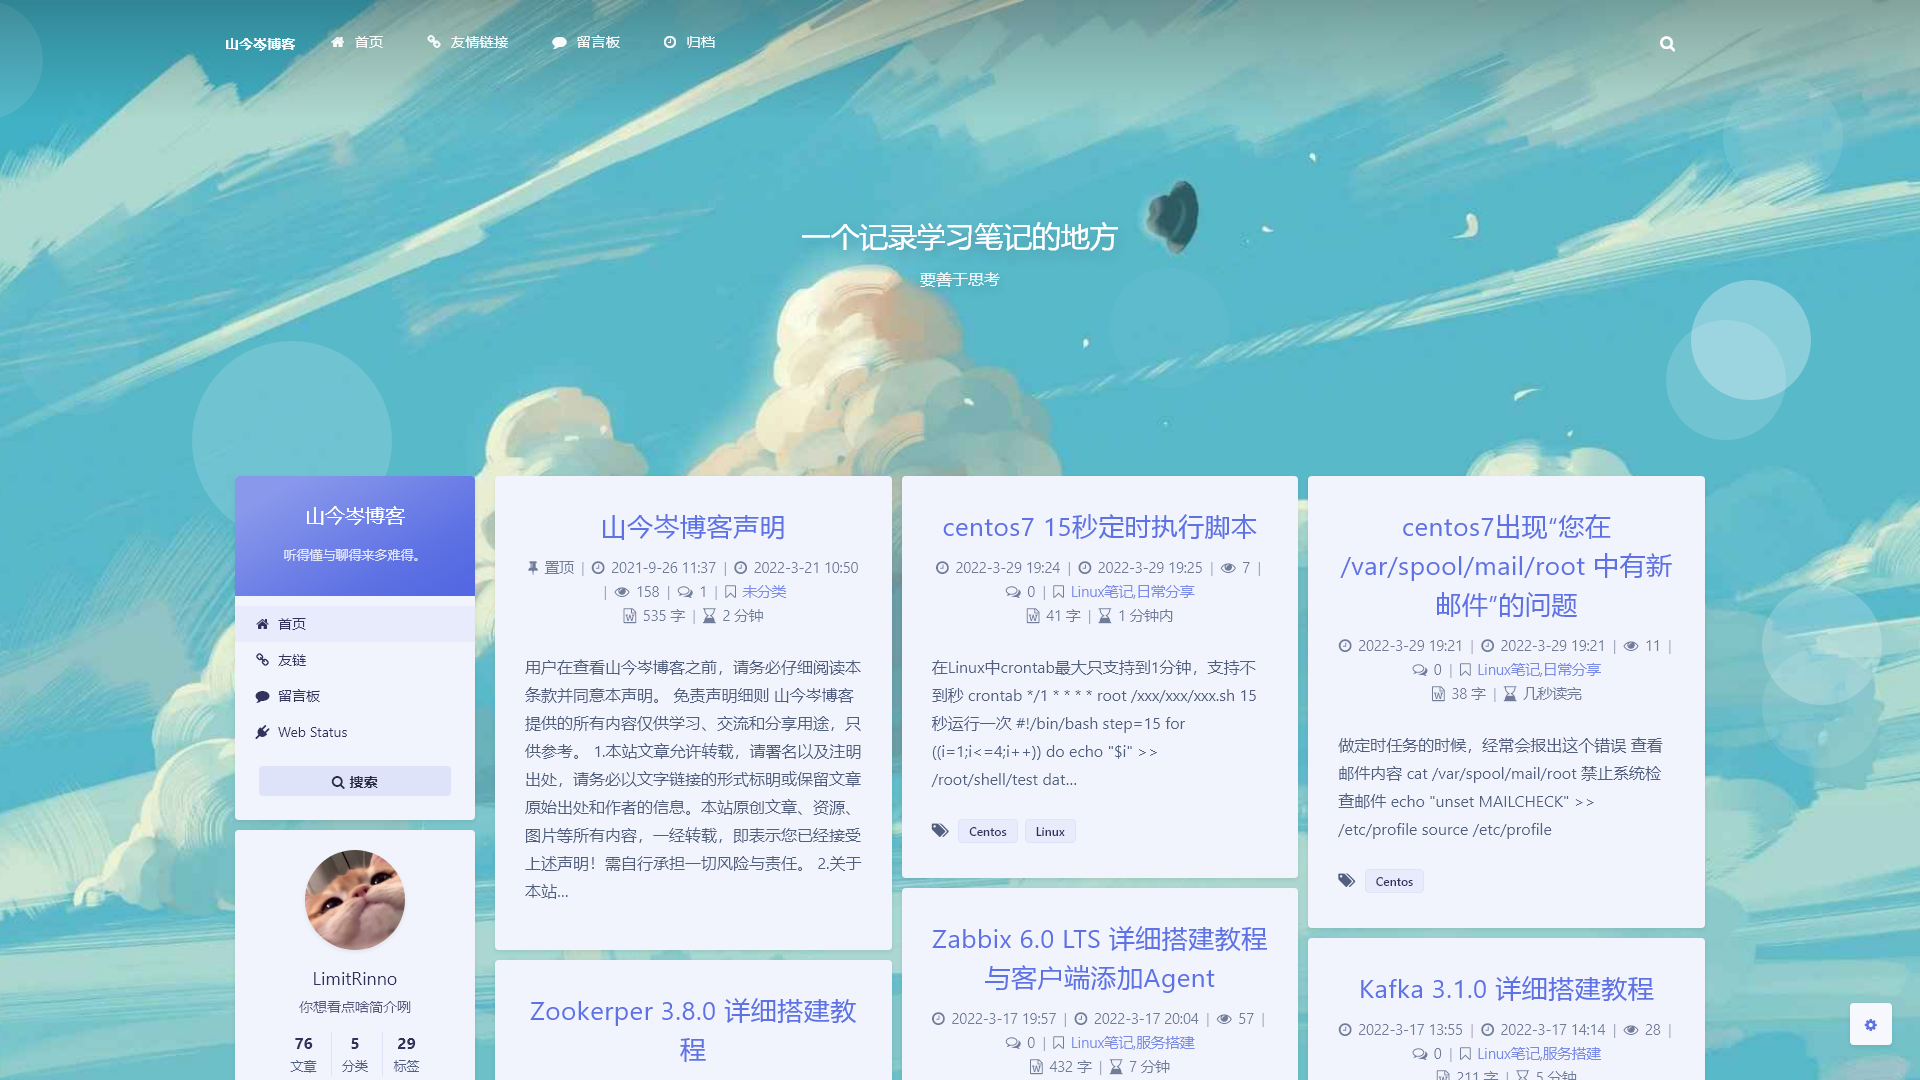 山今岑博客
首页
友情链接
留言板
归档
一个记录学习笔记的地方
要善于思考
山今岑博客
听得懂与聊得来多难得。
首页
友链
留言板
Web Status
搜索
LimitRinno
你想看点啥简介咧
76 5 29
文章 分类 标签
山今岑博客声明
置顶 | 2021-9-26 11:37 | 2022-3-21 10:50
| 158 | 1 | 未分类
535 字 | 2 分钟
用户在查看山今岑博客之前，请务必仔细阅读本
条款并同意本声明。 免责声明细则 山今岑博客
提供的所有内容仅供学习、交流和分享用途，只
供参考。 1.本站文章允许转载，请署名以及注明
出处，请务必以文字链接的形式标明或保留文章
原始出处和作者的信息。本站原创文章、资源、
图片等所有内容，一经转载，即表示您已经接受
上述声明！需自行承担一切风险与责任。 2.关于
本站...
Zookerper 3.8.0 详细搭建教
程
centos7 15秒定时执行脚本
2022-3-29 19:24 | 2022-3-29 19:25 | 7 |
0 | Linux笔记,日常分享
41 字 | 1 分钟内
在Linux中crontab最大只支持到1分钟，支持不
到秒 crontab */1 * * * * root /xxx/xxx/xxx.sh 15
秒运行一次 #!/bin/bash step=15 for
((i=1;i<=4;i++)) do echo "$i" >>
/root/shell/test dat...
Centos Linux
Zabbix 6.0 LTS 详细搭建教程
与客户端添加Agent
2022-3-17 19:57 | 2022-3-17 20:04 | 57 |
0 | Linux笔记,服务搭建
432 字 | 7 分钟
centos7出现“您在
/var/spool/mail/root 中有新
邮件”的问题
2022-3-29 19:21 | 2022-3-29 19:21 | 11 |
0 | Linux笔记,日常分享
38 字 | 几秒读完
做定时任务的时候，经常会报出这个错误 查看
邮件内容 cat /var/spool/mail/root 禁止系统检
查邮件 echo "unset MAILCHECK" >>
/etc/profile source /etc/profile
Centos
Kafka 3.1.0 详细搭建教程
2022-3-17 13:55 | 2022-3-17 14:14 | 28 |
0 | Linux笔记,服务搭建
211 字 | 5 分钟